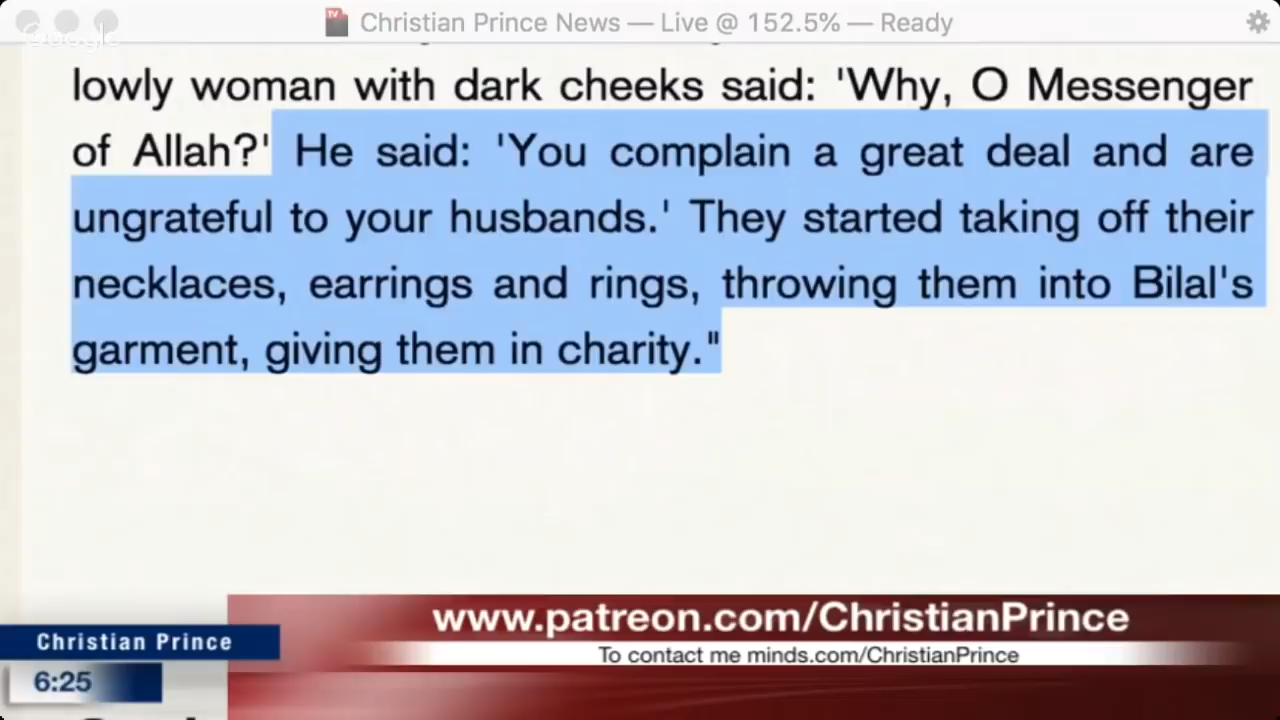 Christian Prince News — Live @ 152.5% — Ready
Google
lowly woman with dark cheeks said: 'Why, O Messenger
of Allah?' He said: 'You complain a great deal and are
ungrateful to your husbands.' They started taking off their
necklaces, earrings and rings, throwing them into Bilal's
garment, giving them in charity."
www.patreon.com/ChristianPrince
Christian Prince
To contact me minds.com/ChristianPrince
6:25